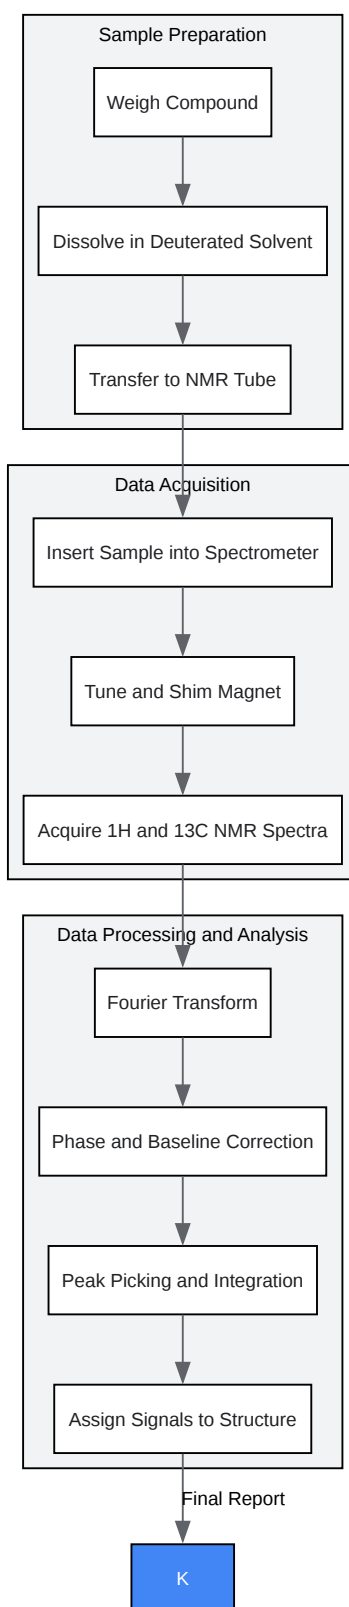 Sample Preparation
Weigh Compound
Dissolve in Deuterated Solvent
Transfer to NMR Tube
Data Acquisition
Insert Sample into Spectrometer
Tune and Shim Magnet
Acquire 1H and 13C NMR Spectra
Data Processing and Analysis
Fourier Transform
Phase and Baseline Correction
Peak Picking and Integration
Assign Signals to Structure
Final Report
K